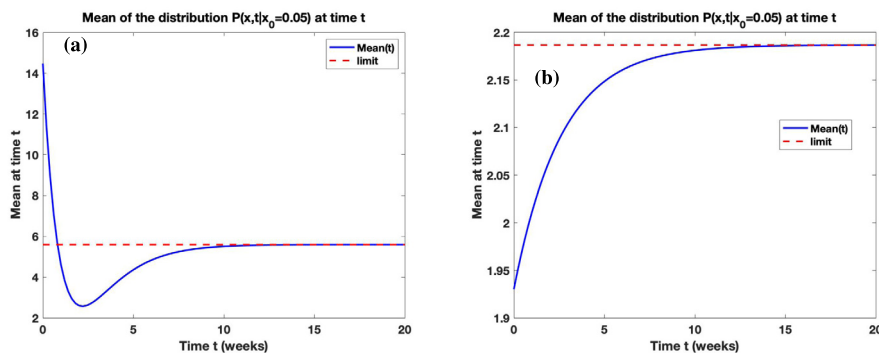 Mean of the distribution P(x,t|x0=0.05) at time t
(a)
Mean(t)
limit
16
14
12
10
8
6
4
2
Mean at time t
0
5
10
15
20
Time t (weeks)
Mean of the distribution P(x,t|x0=0.05) at time t
(b)
Mean(t)
limit
2.2
2.15
2.1
2.05
2
1.95
1.9
Mean at time t
0
5
10
15
20
Time t (weeks)